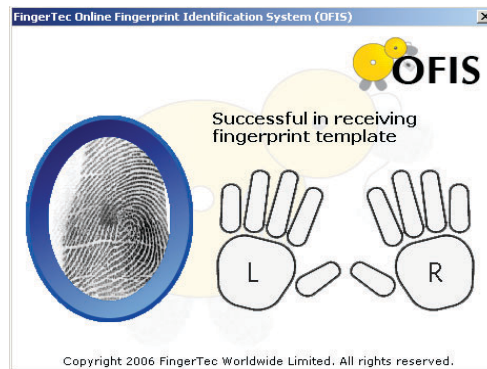 FingerTec Online Fingerprint Identification System (OFIS)
OFIS
Successful in receiving
fingerprint template
L
R
Copyright 2006 FingerTec Worldwide Limited. All rights reserved.